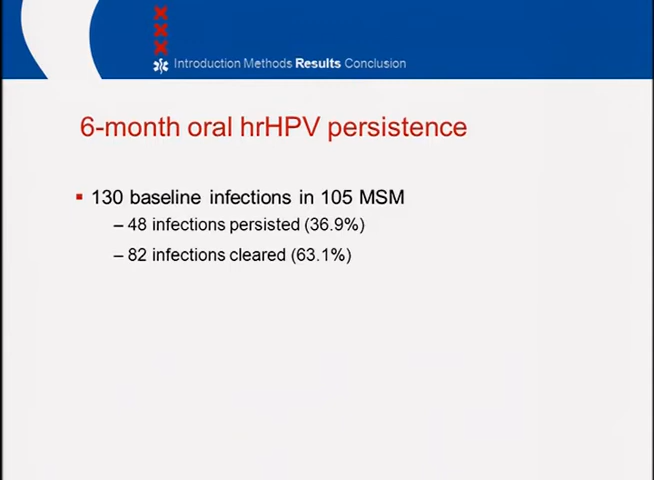 Introduction Methods Results Conclusion
6-month oral hrHPV persistence
130 baseline infections in 105 MSM
– 48 infections persisted (36.9%)
– 82 infections cleared (63.1%)